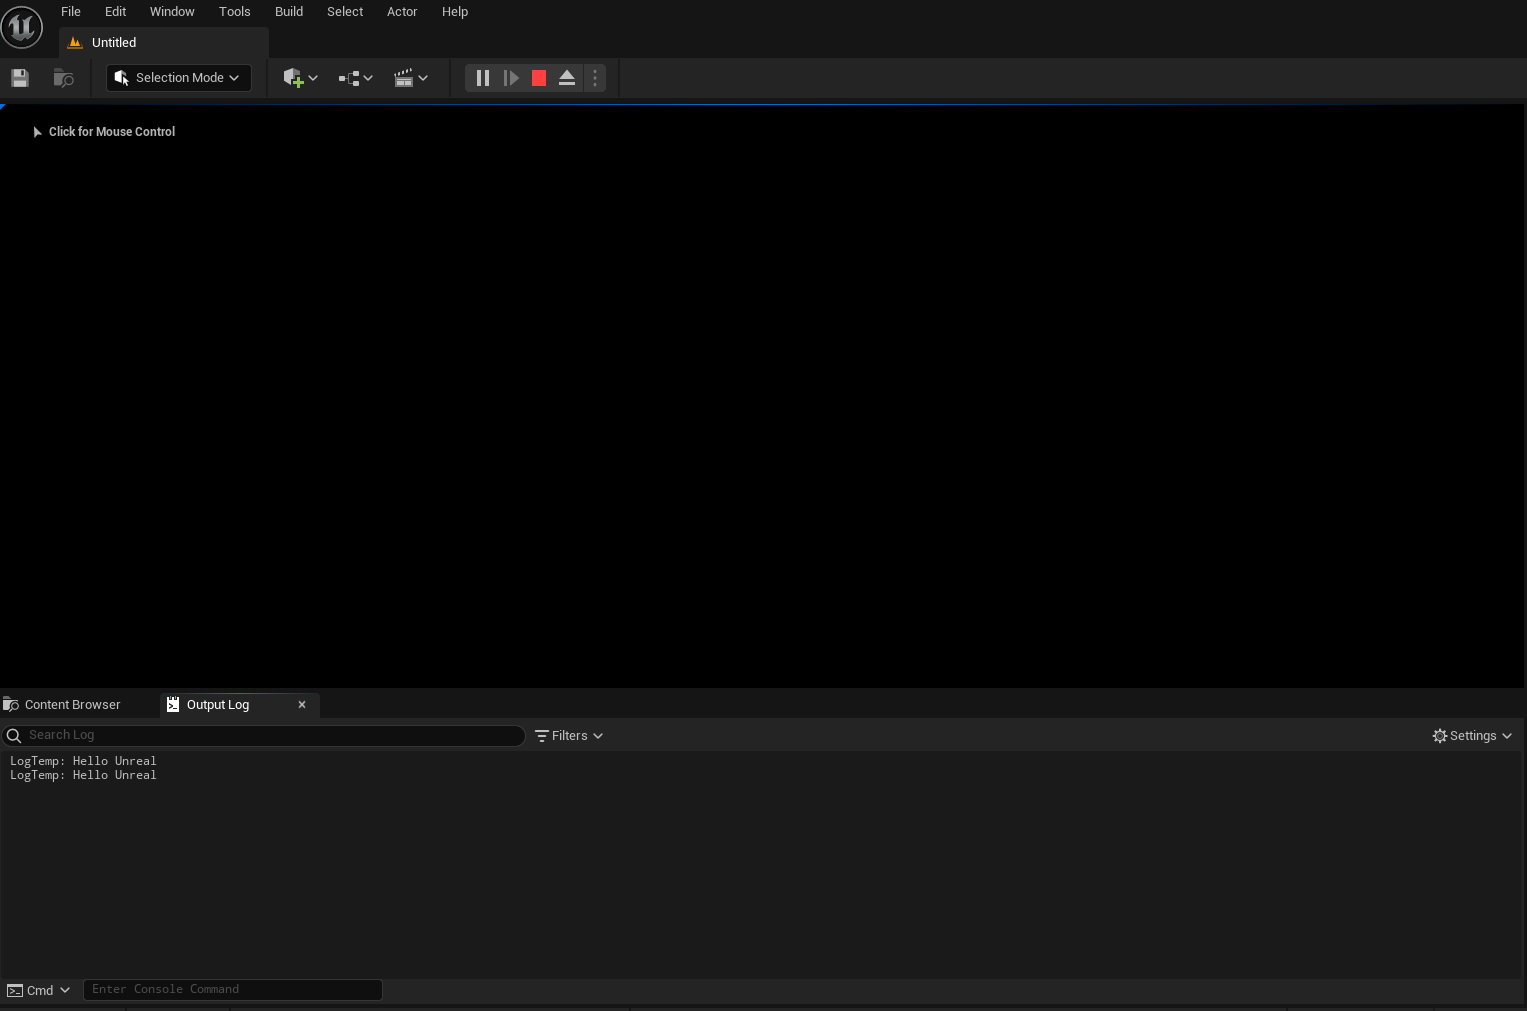 File Edit Window Tools Build Select Actor Help
Untitled
Selection Mode
Click for Mouse Control
Content Browser Output Log
Search Log Filters Settings
LogTemp: Hello Unreal
LogTemp: Hello Unreal
Cmd Enter Console Command